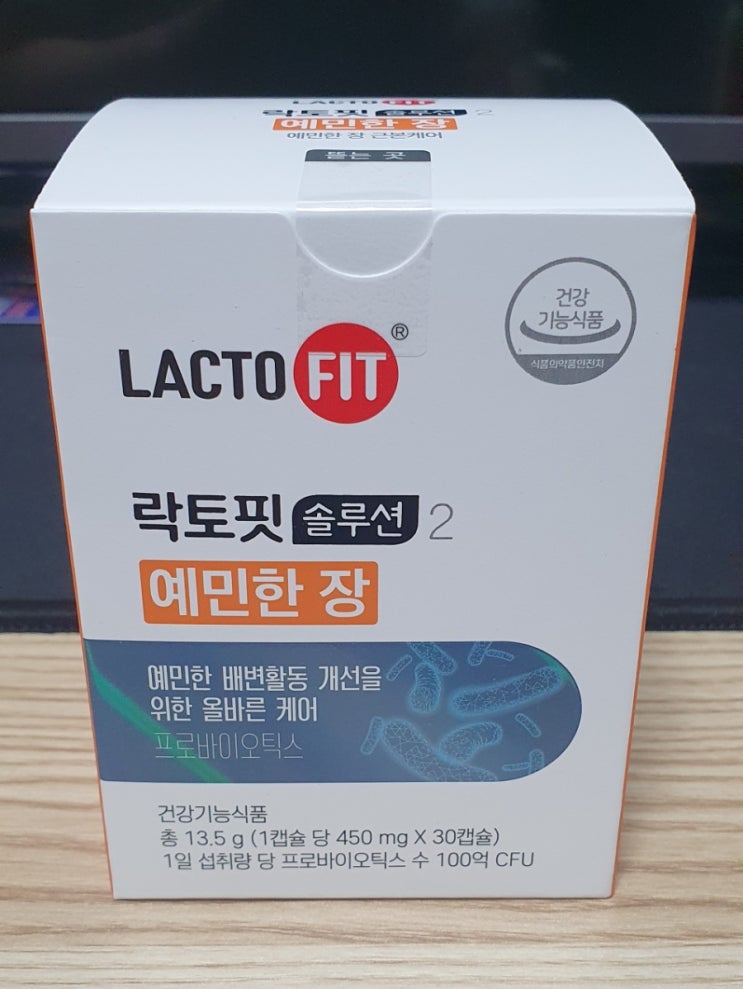 LACTO FIT
락토핏 솔루션 2
예민한 장
예민한 장 근본케어
뜯는 곳
건강
기능식품
식품의약품안전처
LACTO FIT ®
락토핏 솔루션 2
예민한 장
예민한 배변활동 개선을
위한 올바른 케어
프로바이오틱스
건강기능식품
총 13.5 g (1캡슐 당 450 mg X 30캡슐)
1일 섭취량 당 프로바이오틱스 수 100억 CFU